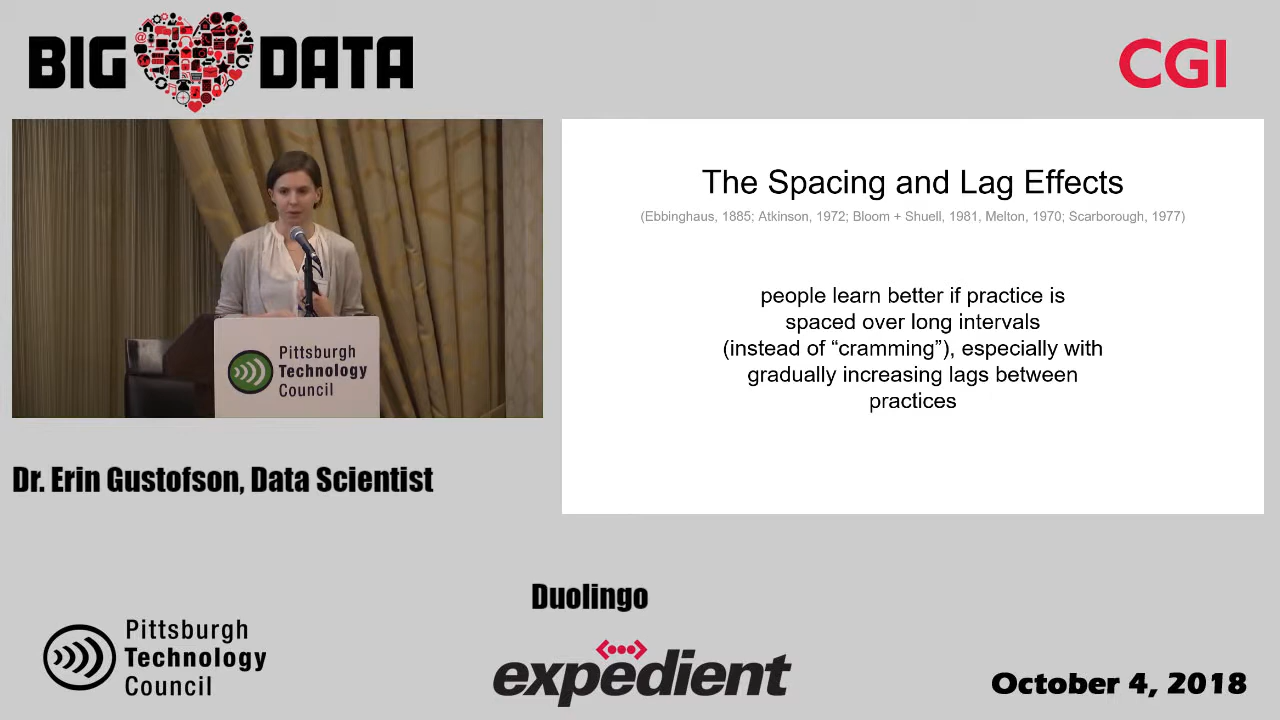 BIG DATA
CGI
The Spacing and Lag Effects
(Ebbinghaus, 1885; Atkinson, 1972; Bloom + Shuell, 1981, Melton, 1970; Scarborough, 1977)
people learn better if practice is
spaced over long intervals
(instead of “cramming”), especially with
gradually increasing lags between
practices
Pittsburgh
Technology
Council
Dr. Erin Gustofson, Data Scientist
Duolingo
Pittsburgh
Technology
Council
expedient
October 4, 2018